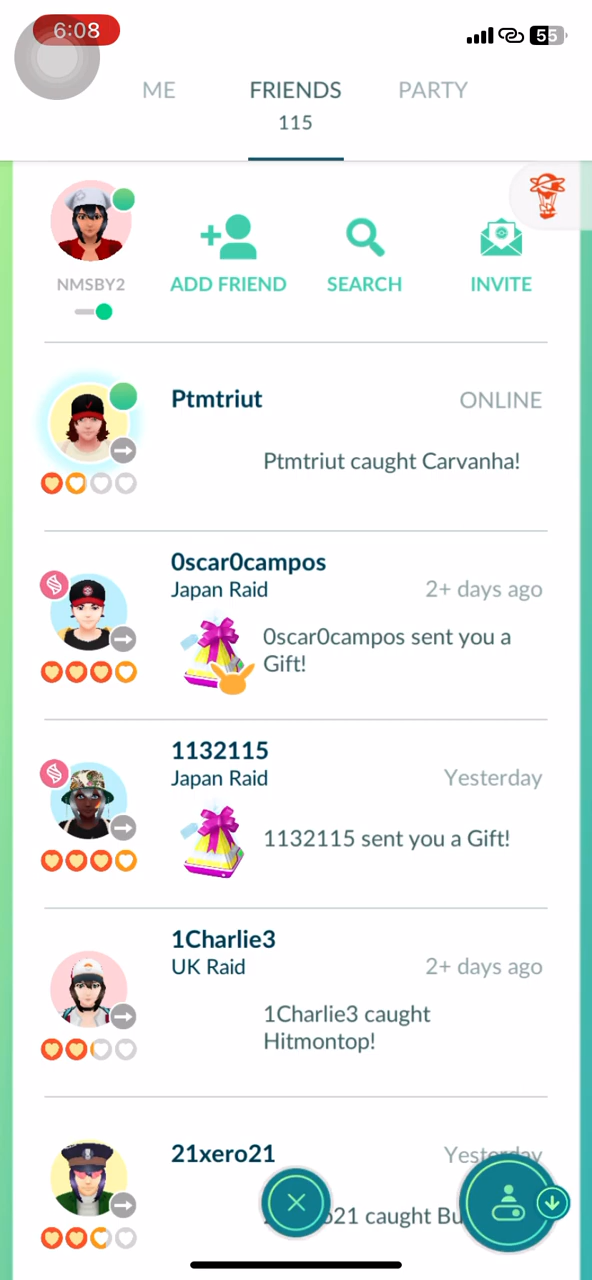 6:08
55
ME
FRIENDS
PARTY
115
NMSBY2
ADD FRIEND
SEARCH
INVITE
Ptmtriut
ONLINE
Ptmtriut caught Carvanha!
0scar0campos
Japan Raid
2+ days ago
0scar0campos sent you a
Gift!
1132115
Japan Raid
Yesterday
1132115 sent you a Gift!
1Charlie3
UK Raid
2+ days ago
1Charlie3 caught
Hitmontop!
21xero21
Yesterday
caught